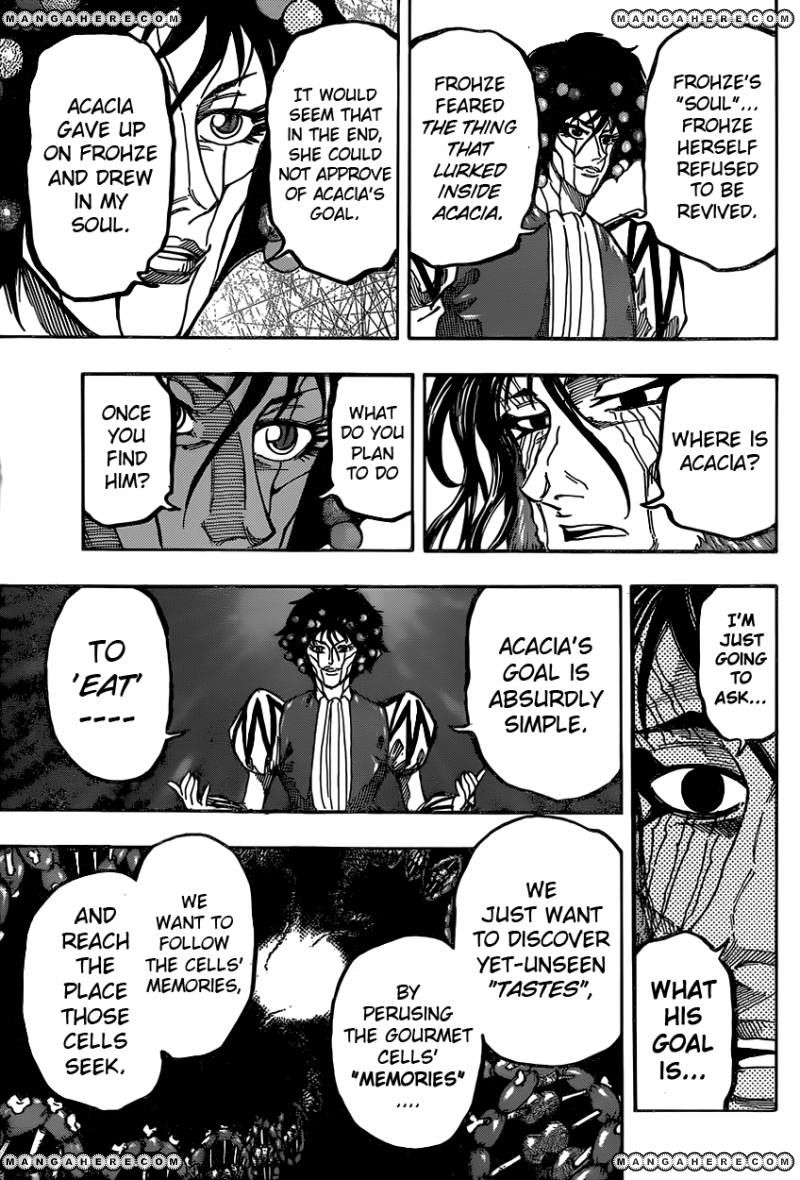 MANGAHERE.COM
MANGAHERE.COM
FROHZE'S
"SOUL"...
FROHZE
HERSELF
REFUSED
TO BE
REVIVED.
FROHZE
FEARED
THE THING
THAT
LURKED
INSIDE
ACACIA.
IT WOULD
SEEM THAT
IN THE END,
SHE COULD
NOT APPROVE
OF ACACIA'S
GOAL.
ACACIA
GAVE UP
ON FROHZE
AND DREW
IN MY
SOUL.
WHERE IS
ACACIA?
WHAT
DO YOU
PLAN
TO DO
ONCE
YOU
FIND
HIM?
I'M
JUST
GOING
TO
ASK...
WHAT
HIS
GOAL
IS...
ACACIA'S
GOAL IS
ABSURDLY
SIMPLE.
TO
'EAT'
----
WE
JUST WANT
TO DISCOVER
YET-UNSEEN
"TASTES",
BY
PERUSING
THE GOURMET
CELLS'
"MEMORIES"
....
WE
WANT TO
FOLLOW
THE CELLS'
MEMORIES,
AND
REACH
THE
PLACE
THOSE
CELLS
SEEK.
MANGAHERE.COM
MANGAHERE.COM